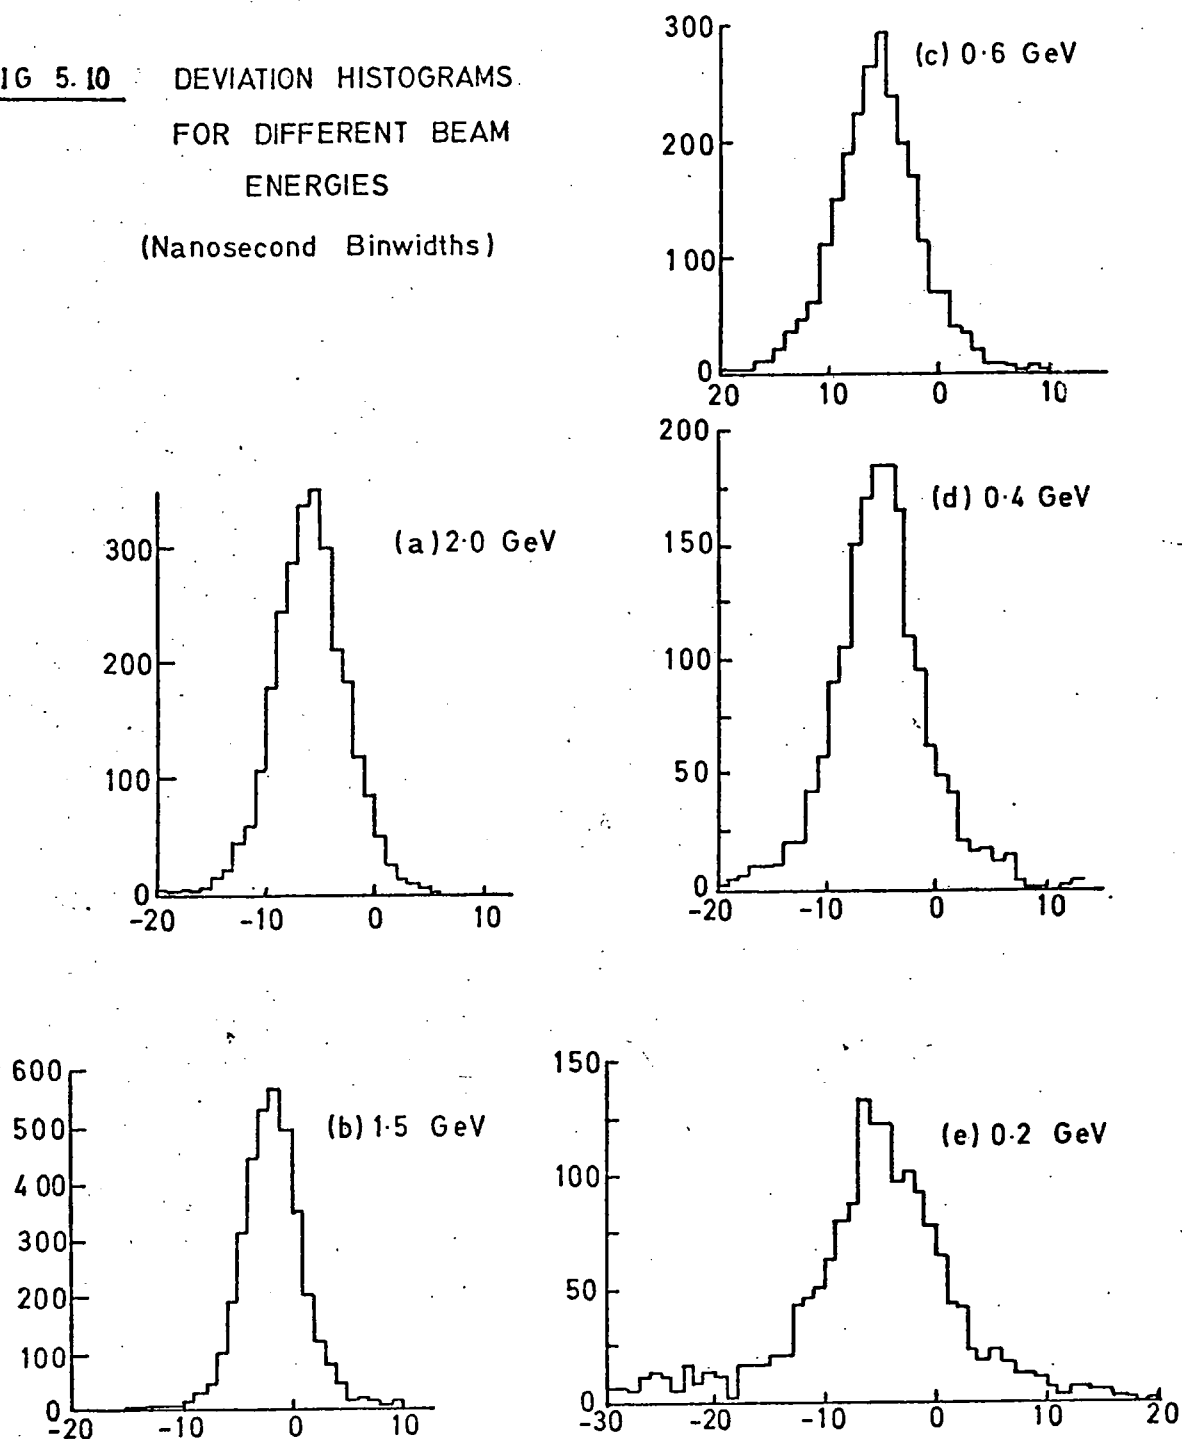 IG 5.10 DEVIATION HISTOGRAMS
FOR DIFFERENT BEAM
ENERGIES
(Nanosecond Binwidths)
300
200
100
0
20 10 0 10
(c) 0·6 GeV
300
200
100
0
-20 -10 0 10
(a) 2·0 GeV
200
150
100
50
0
-20 -10 0 10
(d) 0·4 GeV
600
500
400
300
200
100
0
-20 -10 0 10
(b) 1·5 GeV
150
100
50
0
-30 -10 0 20
(e) 0·2 GeV